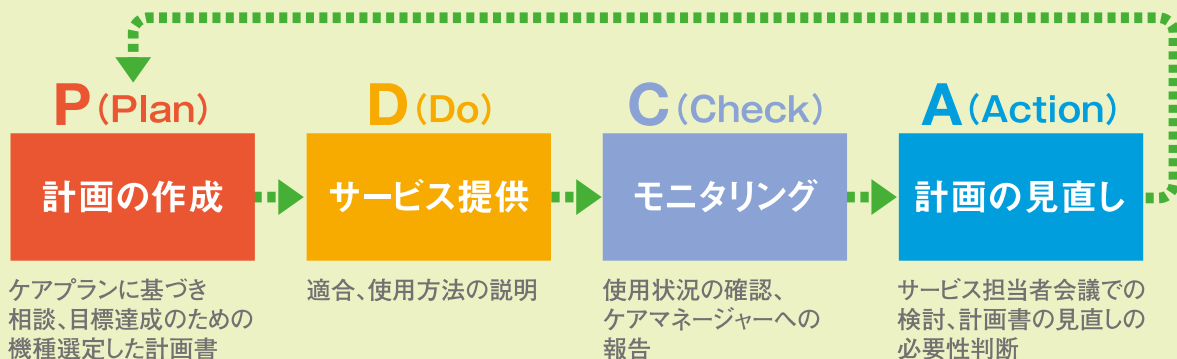 P (Plan)
計画の作成
ケアプランに基づき
相談、目標達成のための
機種選定した計画書
D (Do)
サービス提供
適合、使用方法の説明
C (Check)
モニタリング
使用状況の確認、
ケアマネージャーへの
報告
A (Action)
計画の見直し
サービス担当者会議での
検討、計画書の見直しの
必要性判断